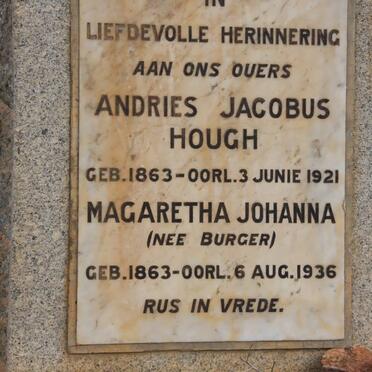 IN
LIEFDEVOLLE HERINNERING
AAN ONS OUERS
ANDRIES JACOBUS
HOUGH
GEB.1863-OORL.3 JUNIE 1921
MAGARETHA JOHANNA
(NEE BURGER)
GEB.1863-OORL.6 AUG.1936
RUS IN VREDE.